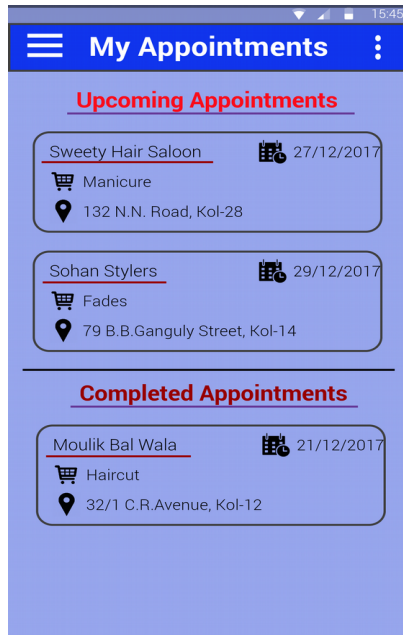 15:45
My Appointments
Upcoming Appointments
Sweety Hair Saloon 27/12/2017
Manicure
132 N.N. Road, Kol-28
Sohan Stylers 29/12/2017
Fades
79 B.B.Ganguly Street, Kol-14
Completed Appointments
Moulik Bal Wala 21/12/2017
Haircut
32/1 C.R.Avenue, Kol-12